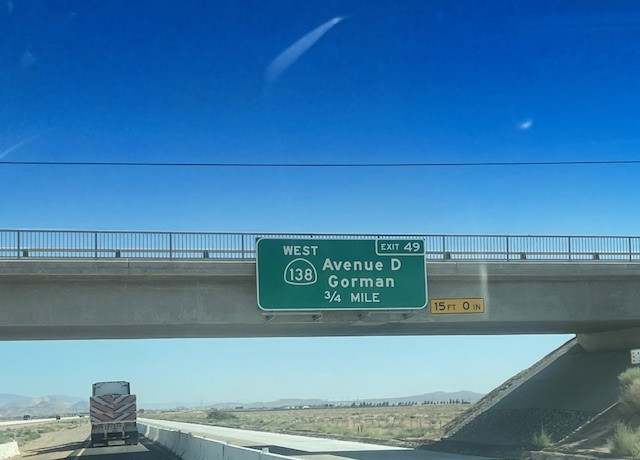 EXIT 49
WEST
138 Avenue D
Gorman
3/4 MILE
15 FT 0 IN